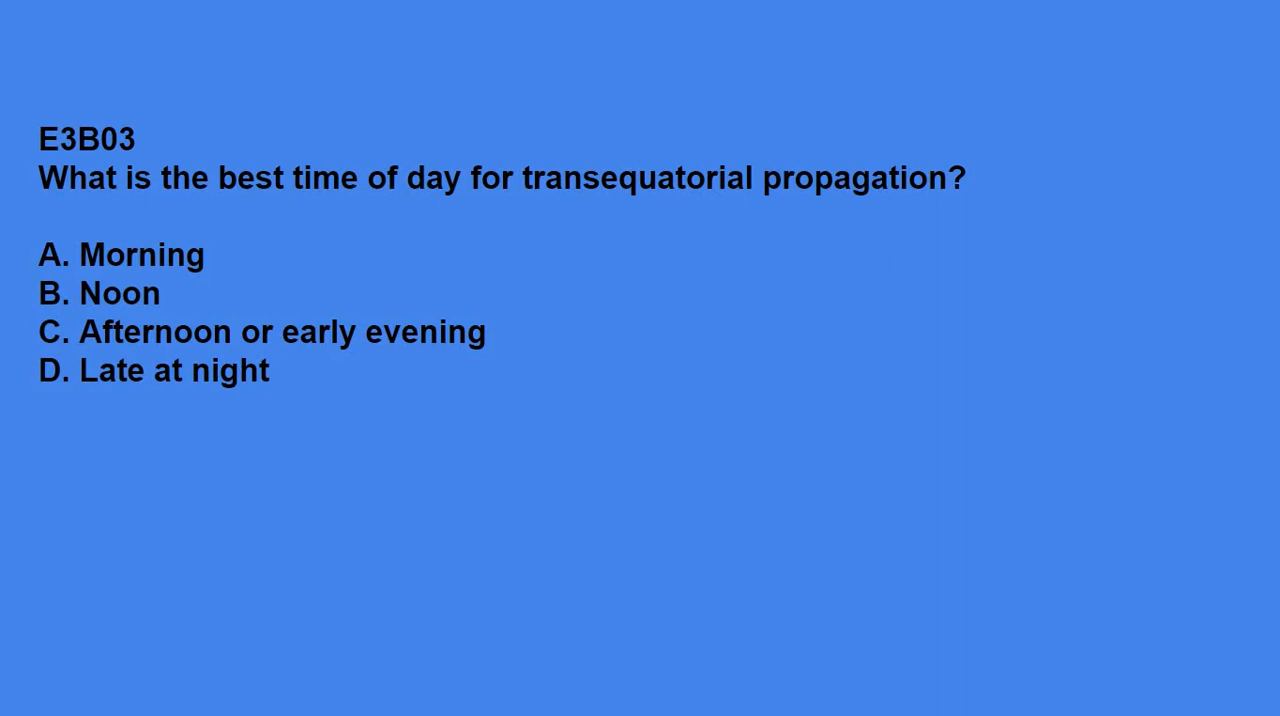 E3B03
What is the best time of day for transequatorial propagation?
A. Morning
B. Noon
C. Afternoon or early evening
D. Late at night